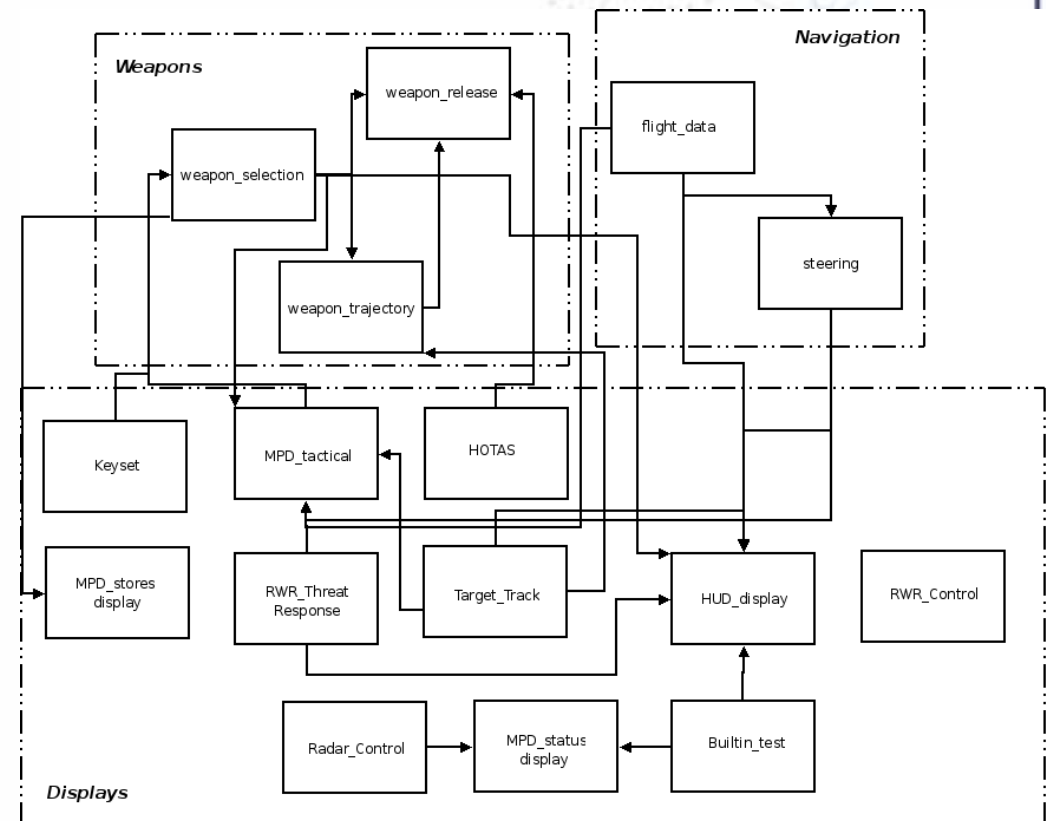 Navigation
Weapons
weapon_release
flight_data
weapon_selection
steering
weapon_trajectory
Keyset
MPD_tactical
HOTAS
MPD_stores
display
RWR_Threat
Response
Target_Track
HUD_display
RWR_Control
Radar_Control
MPD_status
display
Builtin_test
Displays